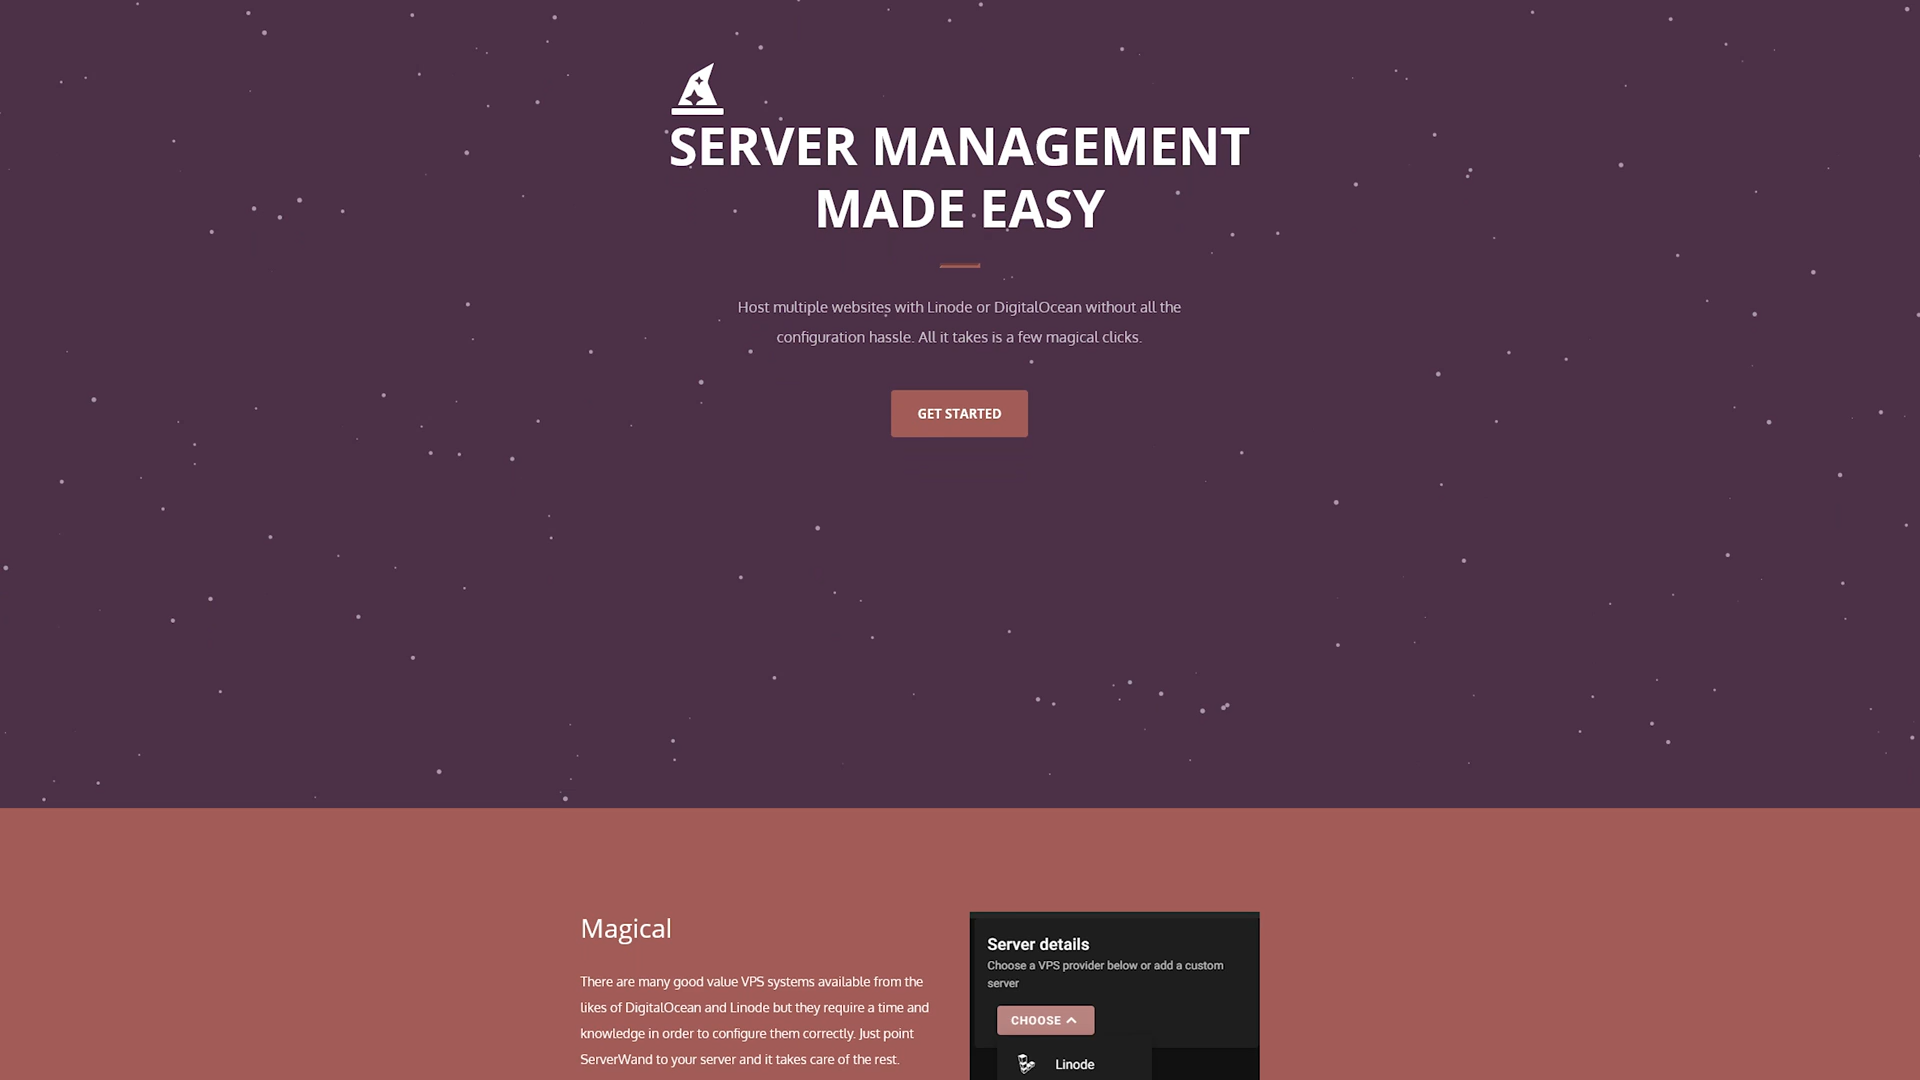 SERVER MANAGEMENT
MADE EASY
Host multiple websites with Linode or DigitalOcean without all the
configuration hassle. All it takes is a few magical clicks.
GET STARTED
Magical
There are many good value VPS systems available from the
likes of DigitalOcean and Linode but they require a time and
knowledge in order to configure them correctly. Just point
ServerWand to your server and it takes care of the rest.
Server details
Choose a VPS provider below or add a custom
server
CHOOSE
Linode